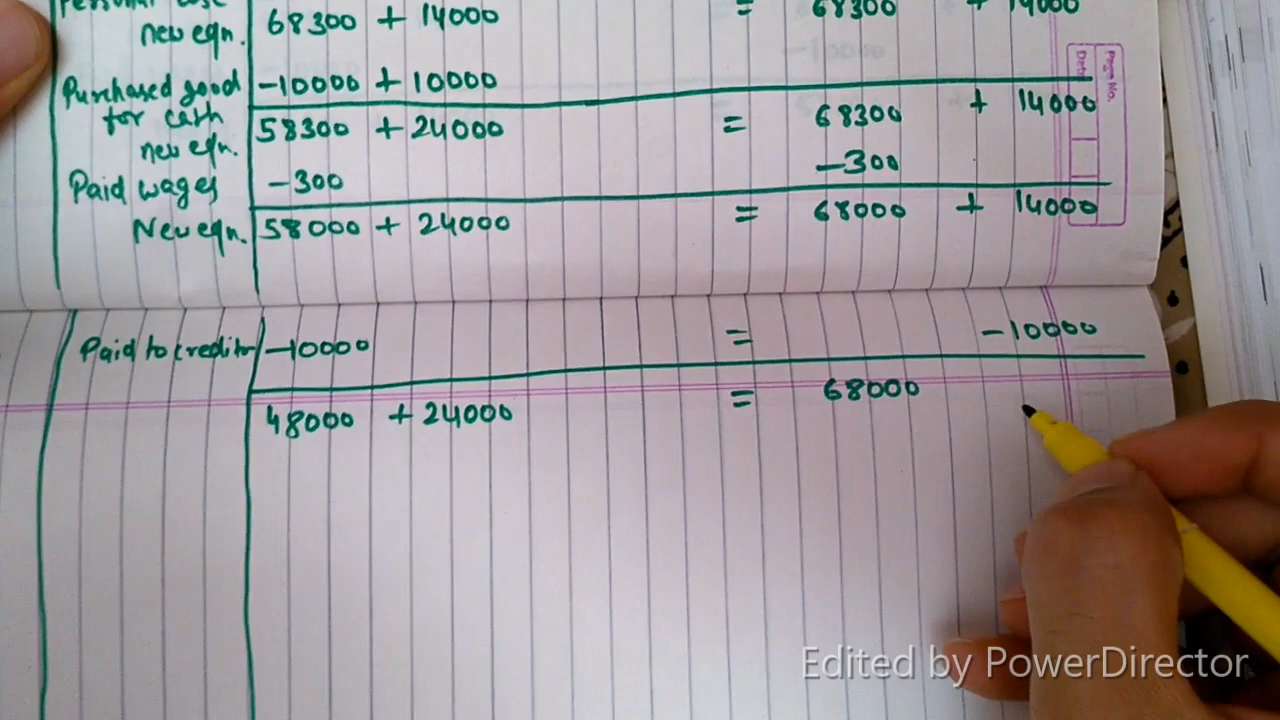 68300 + 14000 = 68300 + 14000
new eqn.
Purchased good -10000 + 10000
for cash 58300 + 24000 = 68300 + 14000
new eqn.
Paid wages -300 -300
New eqn. 58000 + 24000 = 68000 + 14000
Page No.
Date
Paid to creditor -10000 = -10000
48000 + 24000 = 68000
Edited by PowerDirector